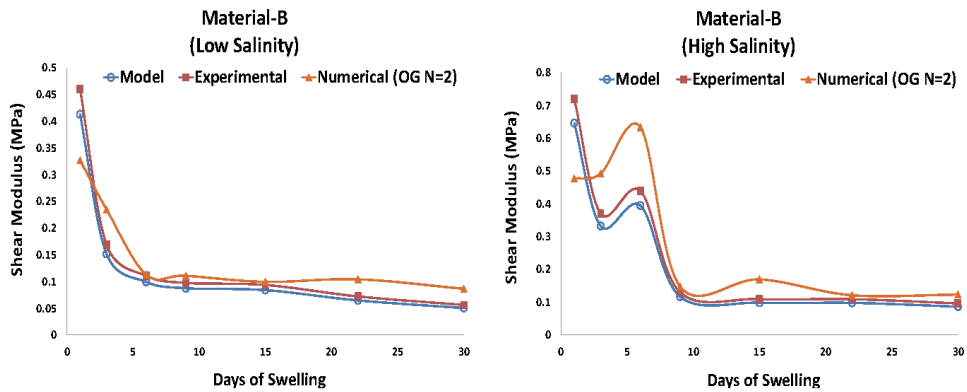 Material-B
(Low Salinity)
0.5
Model Experimental Numerical (OG N=2)
0.45
0.4
0.35
0.3
0.25
0.2
0.15
0.1
0.05
0
Shear Modulus (MPa)
0 5 10 15 20 25 30
Days of Swelling
Material-B
(High Salinity)
0.8
Model Experimental Numerical (OG N=2)
0.7
0.6
0.5
0.4
0.3
0.2
0.1
0
Shear Modulus (MPa)
0 5 10 15 20 25 30
Days of Swelling